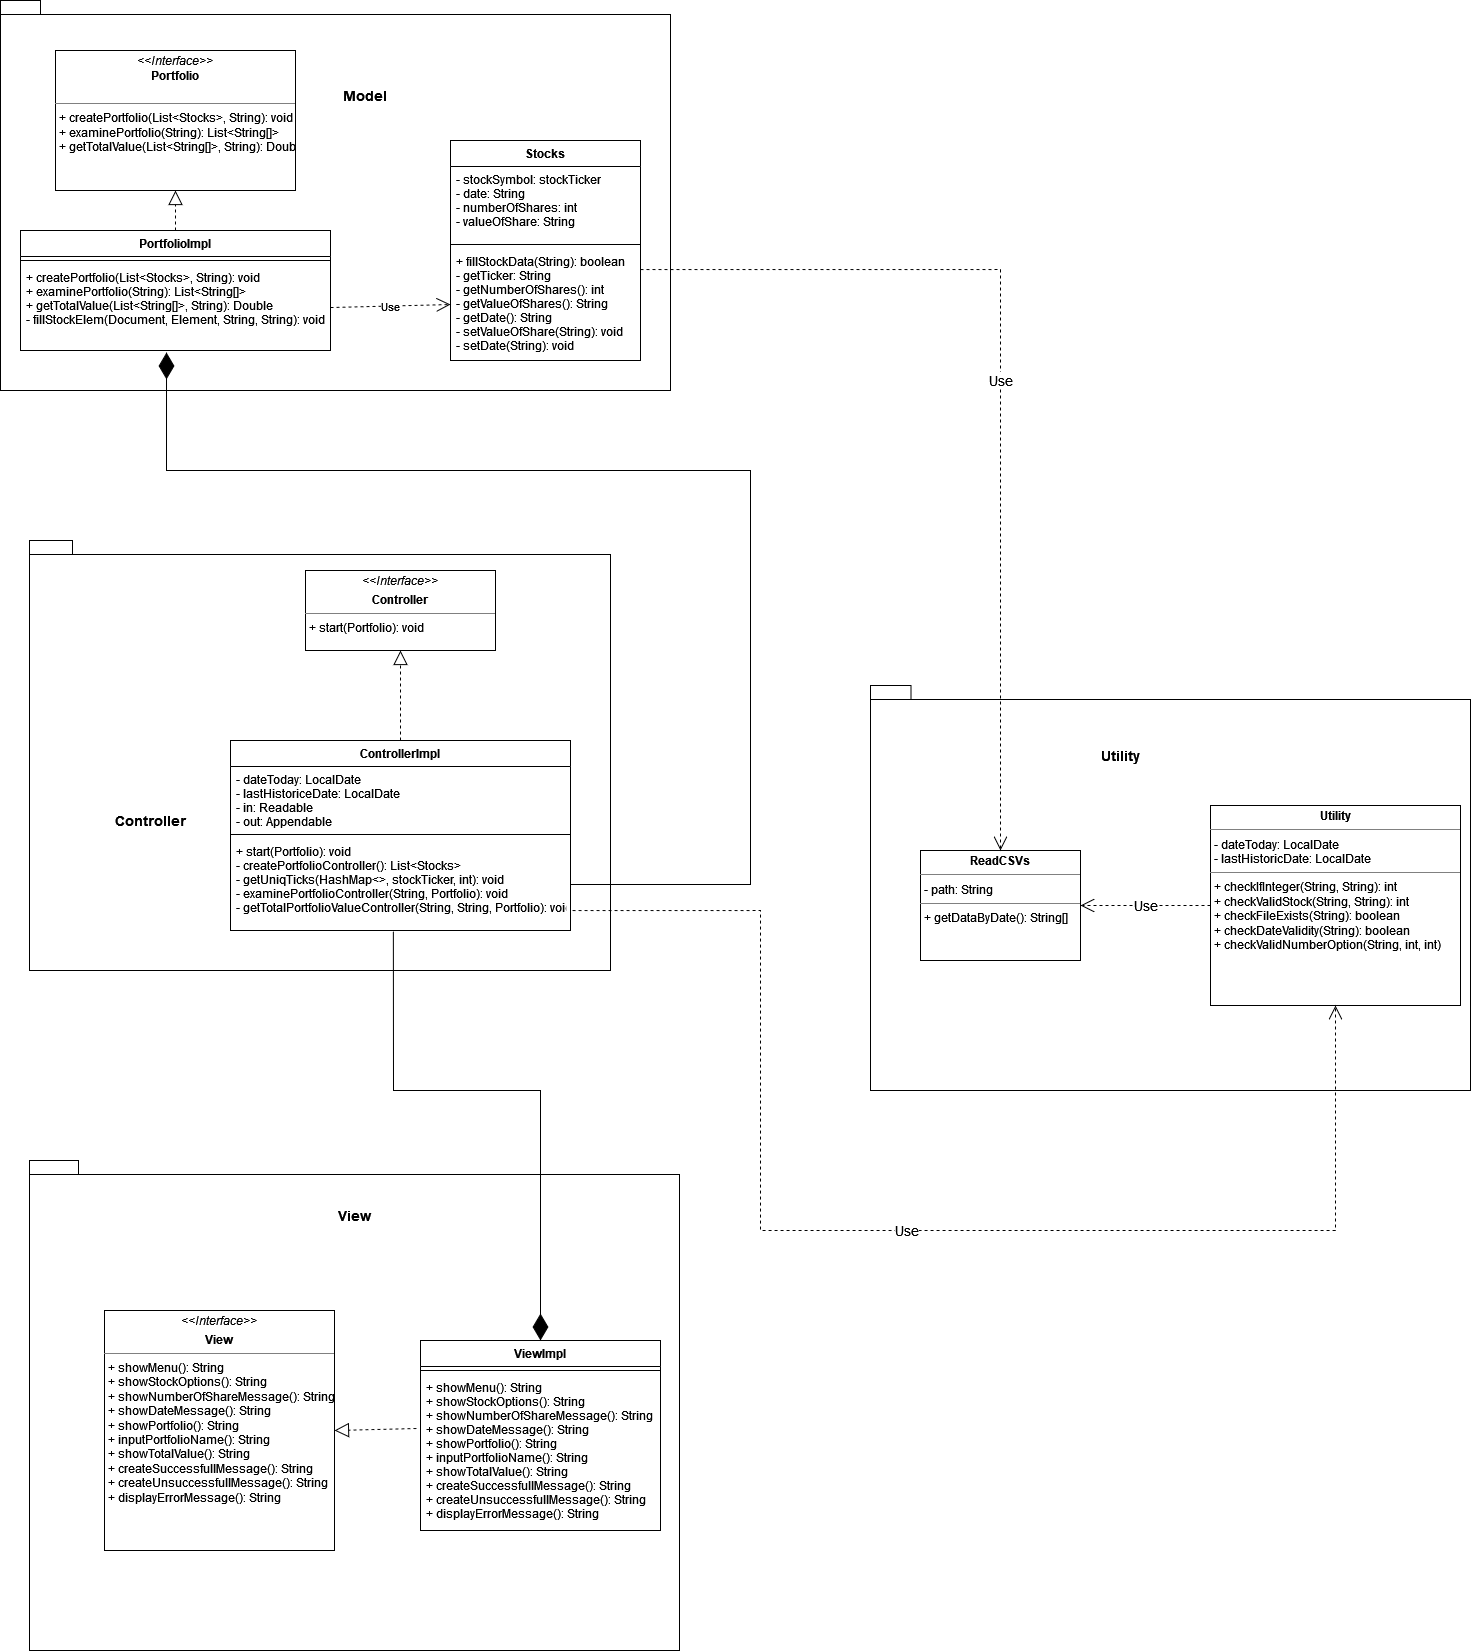 <<Interface>>
Portfolio
+ createPortfolio(List<Stocks>, String): void
+ examinePortfolio(String): List<String[]>
+ getTotalValue(List<String[]>, String): Doub
Model
Stocks
- stockSymbol: stockTicker
- date: String
- numberOfShares: int
- valueOfShare: String
+ fillStockData(String): boolean
- getTicker: String
- getNumberOfShares(): int
- getValueOfShares(): String
- getDate(): String
- setValueOfShare(String): void
- setDate(String): void
PortfolioImpl
+ createPortfolio(List<Stocks>, String): void
+ examinePortfolio(String): List<String[]>
+ getTotalValue(List<String[]>, String): Double
- fillStockElem(Document, Element, String, String): void
Use
Use
<<Interface>>
Controller
+ start(Portfolio): void
Controller
ControllerImpl
- dateToday: LocalDate
- lastHistoriceDate: LocalDate
- in: Readable
- out: Appendable
+ start(Portfolio): void
- createPortfolioController(): List<Stocks>
- getUniqTicks(HashMap<>, stockTicker, int): void
- examinePortfolioController(String, Portfolio): void
- getTotalPortfolioValueController(String, String, Portfolio): voi
Utility
ReadCSVs
- path: String
+ getDataByDate(): String[]
Use
Utility
- dateToday: LocalDate
- lastHistoricDate: LocalDate
+ checkIfInteger(String, String): int
+ checkValidStock(String, String): int
+ checkFileExists(String): boolean
+ checkDateValidity(String): boolean
+ checkValidNumberOption(String, int, int)
Use
View
<<Interface>>
View
+ showMenu(): String
+ showStockOptions(): String
+ showNumberOfShareMessage(): String
+ showDateMessage(): String
+ showPortfolio(): String
+ inputPortfolioName(): String
+ showTotalValue(): String
+ createSuccessfullMessage(): String
+ createUnsuccessfullMessage(): String
+ displayErrorMessage(): String
ViewImpl
+ showMenu(): String
+ showStockOptions(): String
+ showNumberOfShareMessage(): String
+ showDateMessage(): String
+ showPortfolio(): String
+ inputPortfolioName(): String
+ showTotalValue(): String
+ createSuccessfullMessage(): String
+ createUnsuccessfullMessage(): String
+ displayErrorMessage(): String